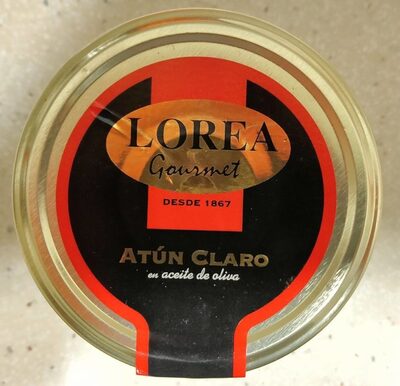 LOREA
Gourmet
DESDE 1867
ATÚN CLARO
en aceite de oliva